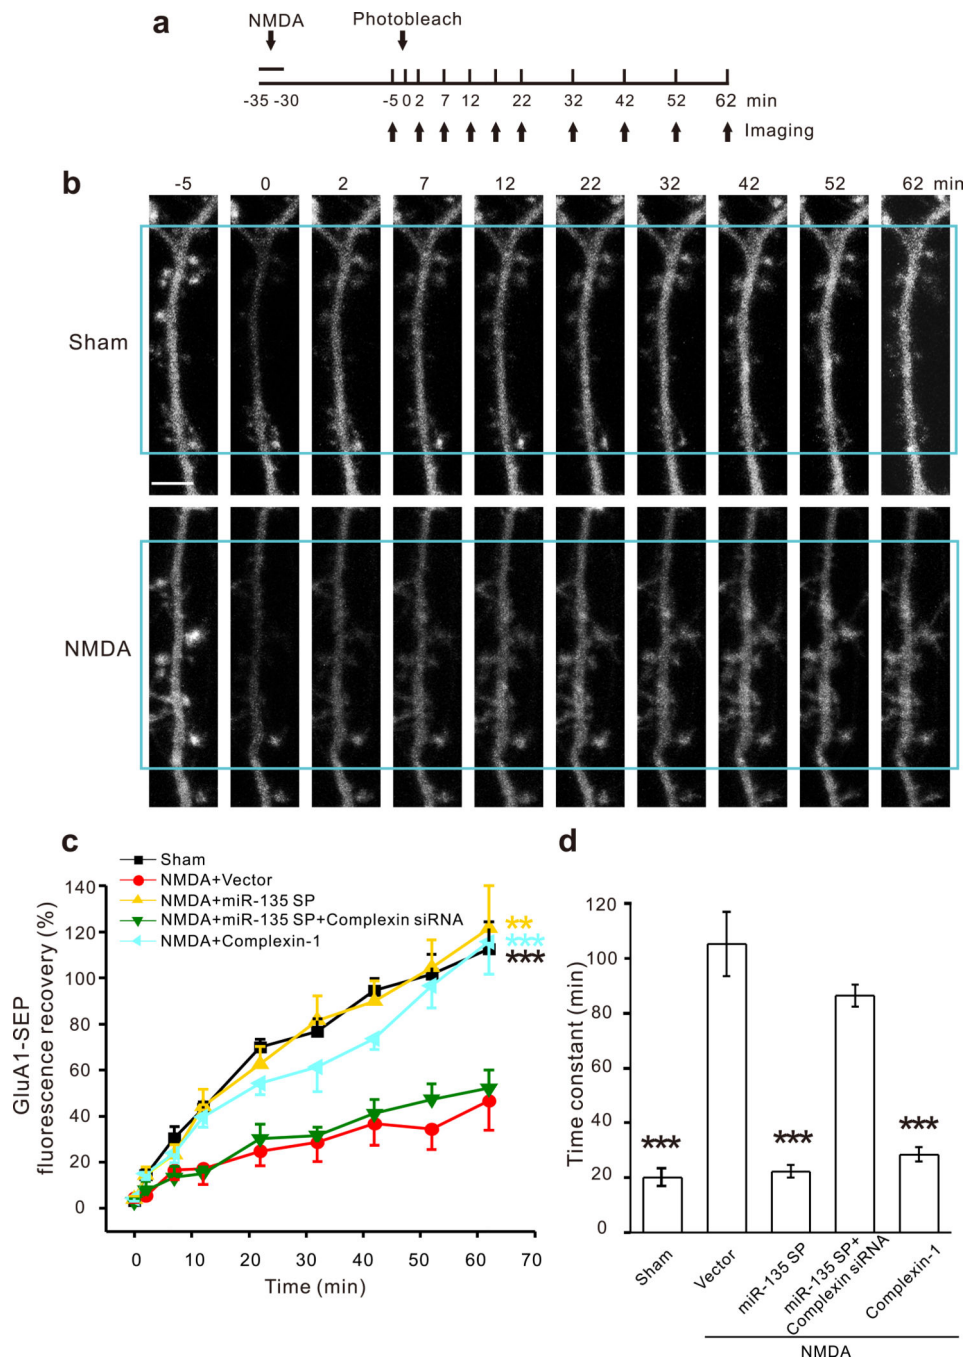 a
NMDA Photobleach
-35 -30 -5 0 2 7 12 22 32 42 52 62 min
Imaging
b
-5 0 2 7 12 22 32 42 52 62 min
Sham
NMDA
c
Sham
NMDA+Vector
NMDA+miR-135 SP
NMDA+miR-135 SP+Complexin siRNA
NMDA+Complexin-1
GluA1-SEP
fluorescence recovery (%)
140
120
100
80
60
40
20
0
**
***
***
0 10 20 30 40 50 60 70
Time (min)
d
Time constant (min)
120
100
80
60
40
20
0
*** *** ***
Sham
Vector
miR-135 SP
miR-135 SP+
Complexin siRNA
Complexin-1
NMDA